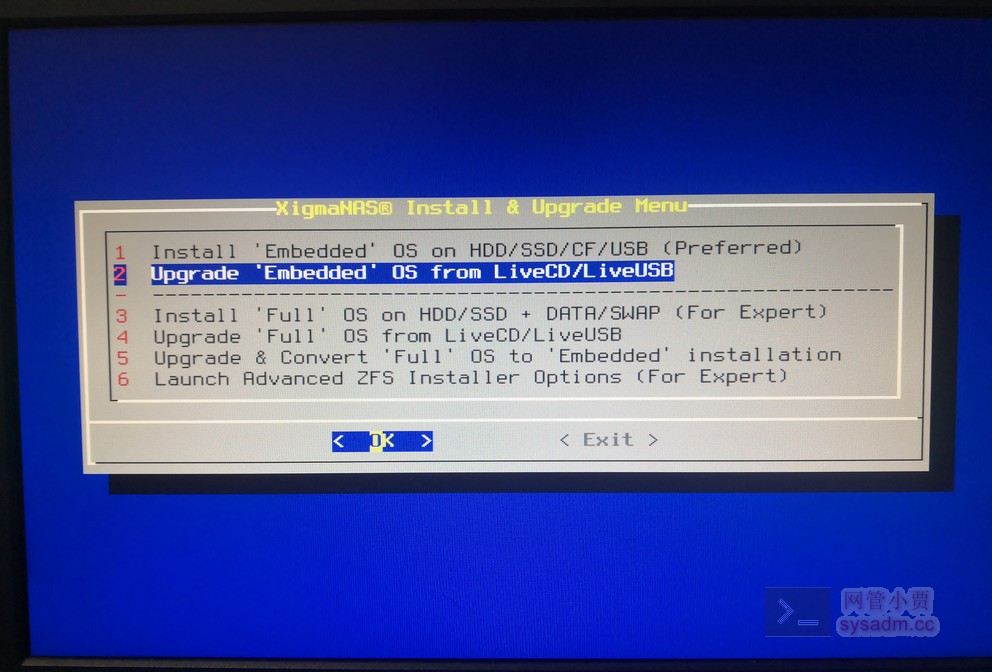 XigmaNAS® Install & Upgrade Menu
1 Install 'Embedded' OS on HDD/SSD/CF/USB (Preferred)
2 Upgrade 'Embedded' OS from LiveCD/LiveUSB
- ----------------------------------------------------------
3 Install 'Full' OS on HDD/SSD + DATA/SWAP (For Expert)
4 Upgrade 'Full' OS from LiveCD/LiveUSB
5 Upgrade & Convert 'Full' OS to 'Embedded' installation
6 Launch Advanced ZFS Installer Options (For Expert)
< OK > < Exit >
网管小贾
sysadm.cc